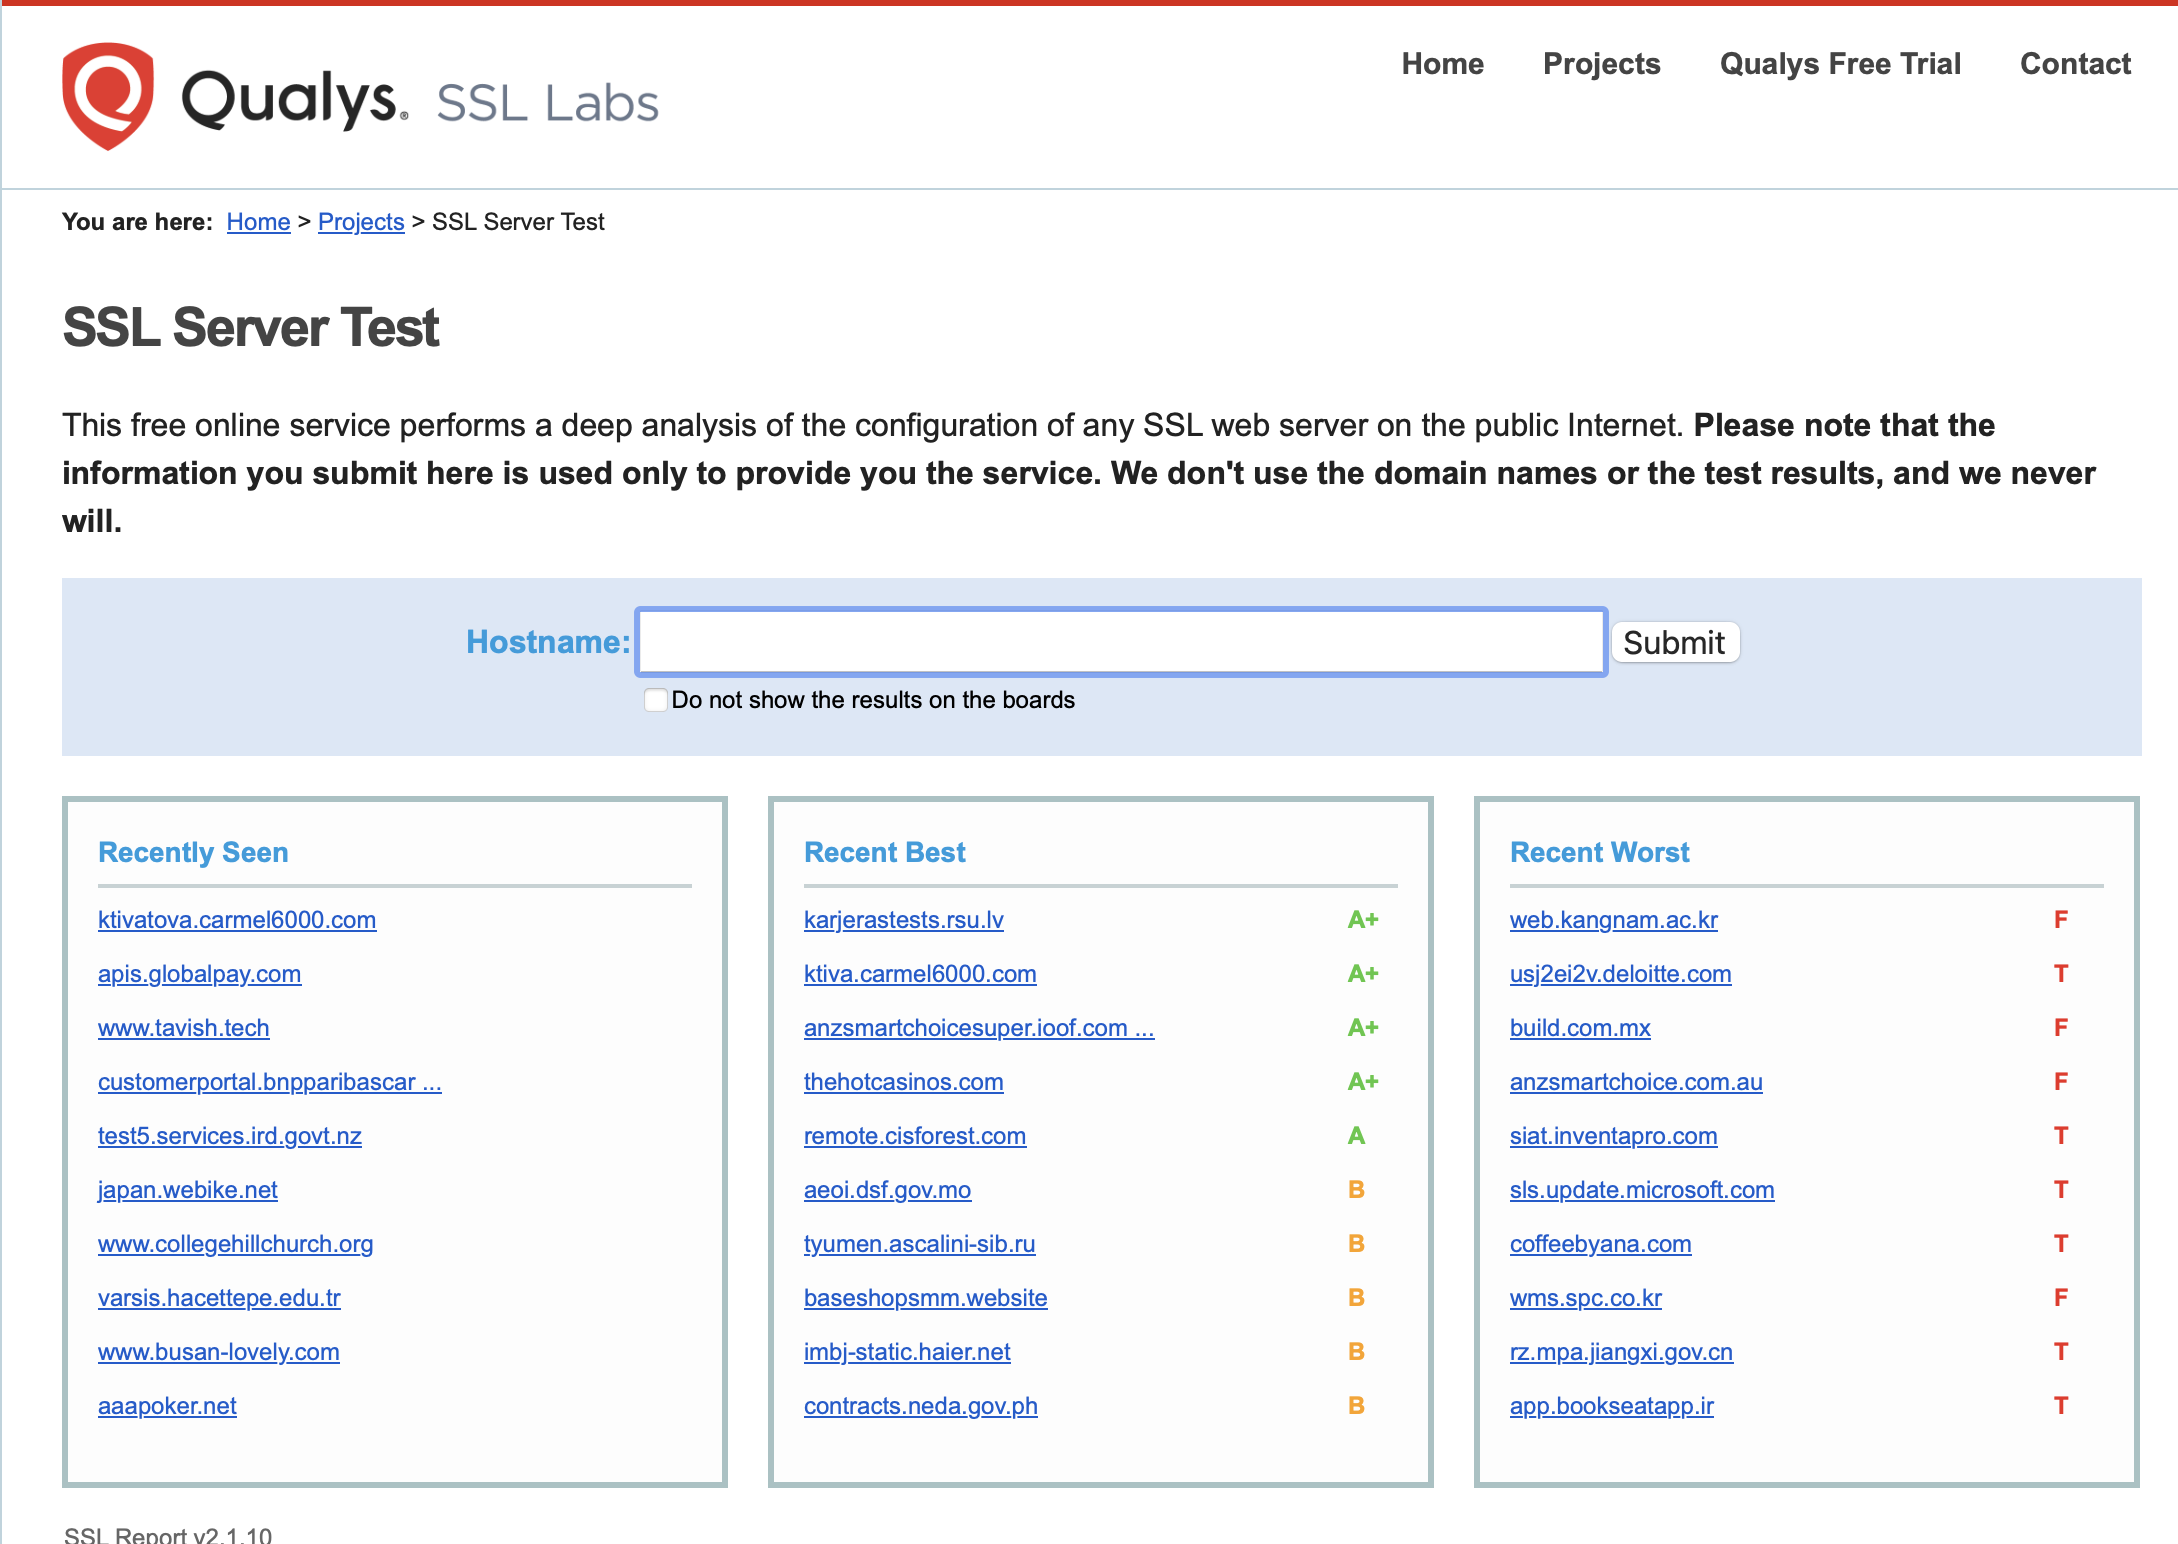 Qualys® SSL Labs
Home Projects Qualys Free Trial Contact
You are here: Home > Projects > SSL Server Test
SSL Server Test
This free online service performs a deep analysis of the configuration of any SSL web server on the public Internet. Please note that the
information you submit here is used only to provide you the service. We don't use the domain names or the test results, and we never
will.
Hostname: Submit
Do not show the results on the boards
Recently Seen
ktivatova.carmel6000.com
apis.globalpay.com
www.tavish.tech
customerportal.bnpparibascar ...
test5.services.ird.govt.nz
japan.webike.net
www.collegehillchurch.org
varsis.hacettepe.edu.tr
www.busan-lovely.com
aaapoker.net
Recent Best
karjerastests.rsu.lv A+
ktiva.carmel6000.com A+
anzsmartchoicesuper.ioof.com ... A+
thehotcasinos.com A+
remote.cisforest.com A
aeoi.dsf.gov.mo B
tyumen.ascalini-sib.ru B
baseshopsmm.website B
imbj-static.haier.net B
contracts.neda.gov.ph B
Recent Worst
web.kangnam.ac.kr F
usj2ei2v.deloitte.com T
build.com.mx F
anzsmartchoice.com.au F
siat.inventapro.com T
sls.update.microsoft.com T
coffeebyana.com T
wms.spc.co.kr F
rz.mpa.jiangxi.gov.cn T
app.bookseatapp.ir T
SSL Report v2.1.10